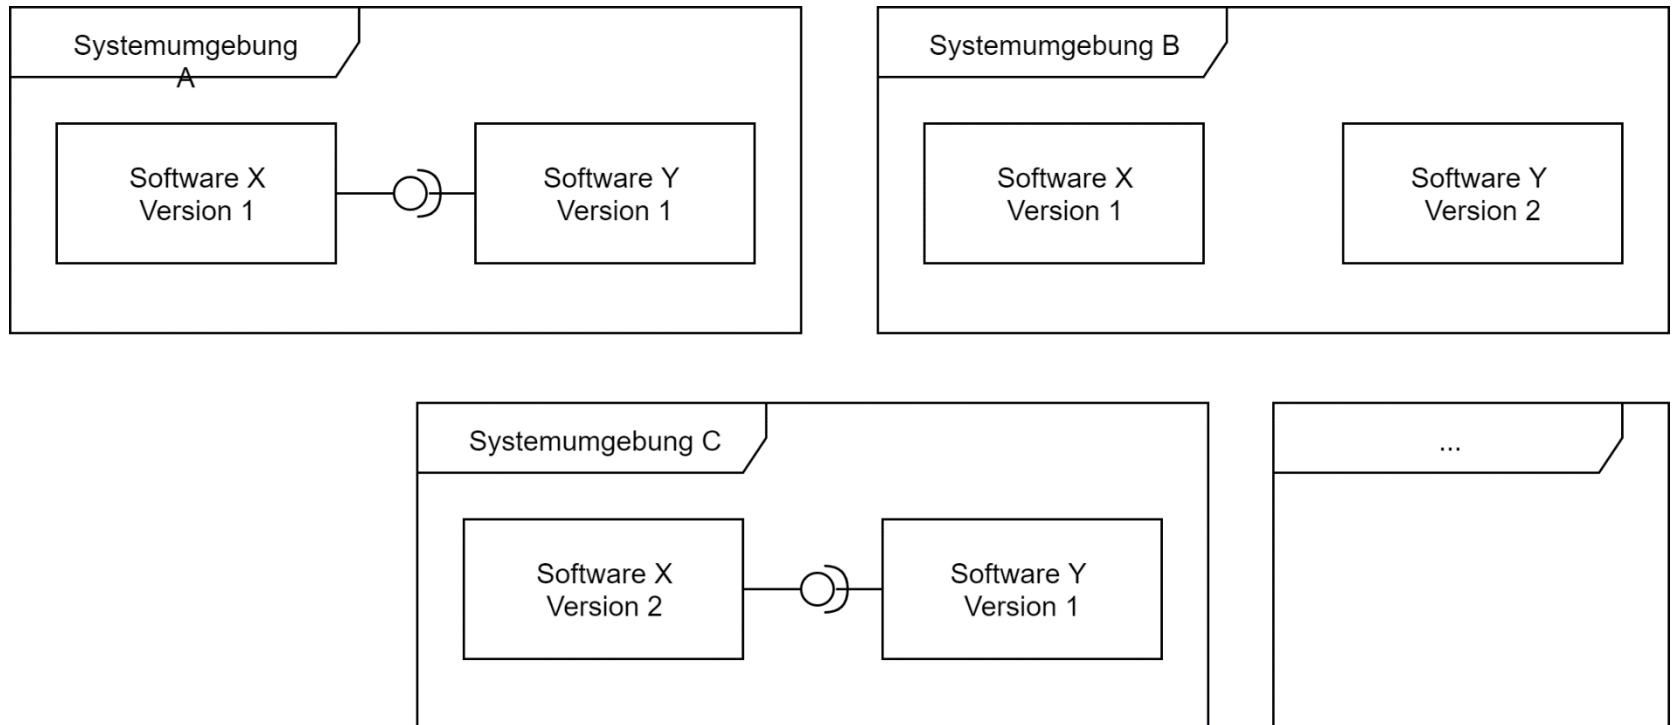 Systemumgebung
A
Software X
Version 1
Software Y
Version 1
Systemumgebung B
Software X
Version 1
Software Y
Version 2
Systemumgebung C
Software X
Version 2
Software Y
Version 1
...